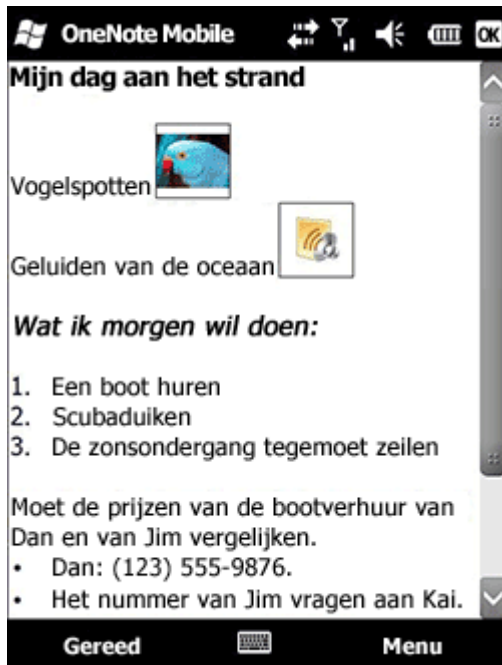 OneNote Mobile
OK
Mijn dag aan het strand
Vogelspotten
Geluiden van de oceaan
Wat ik morgen wil doen:
1. Een boot huren
2. Scubaduiken
3. De zonsondergang tegemoet zeilen
Moet de prijzen van de bootverhuur van
Dan en van Jim vergelijken.
• Dan: (123) 555-9876.
• Het nummer van Jim vragen aan Kai.
Gereed
Menu